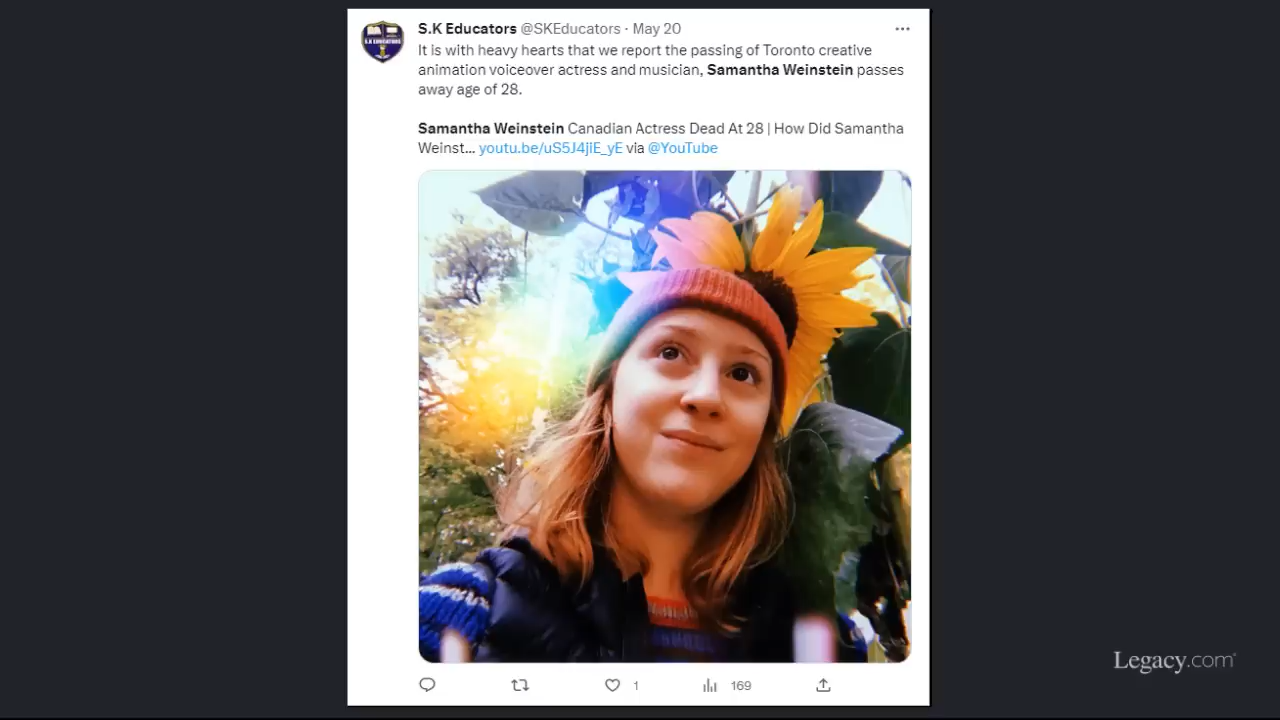 S.K Educators @SKEducators · May 20
It is with heavy hearts that we report the passing of Toronto creative
animation voiceover actress and musician, Samantha Weinstein passes
away age of 28.
Samantha Weinstein Canadian Actress Dead At 28 | How Did Samantha
Weinst... youtu.be/uS5J4jiE_yE via @YouTube
1
169
Legacy.com